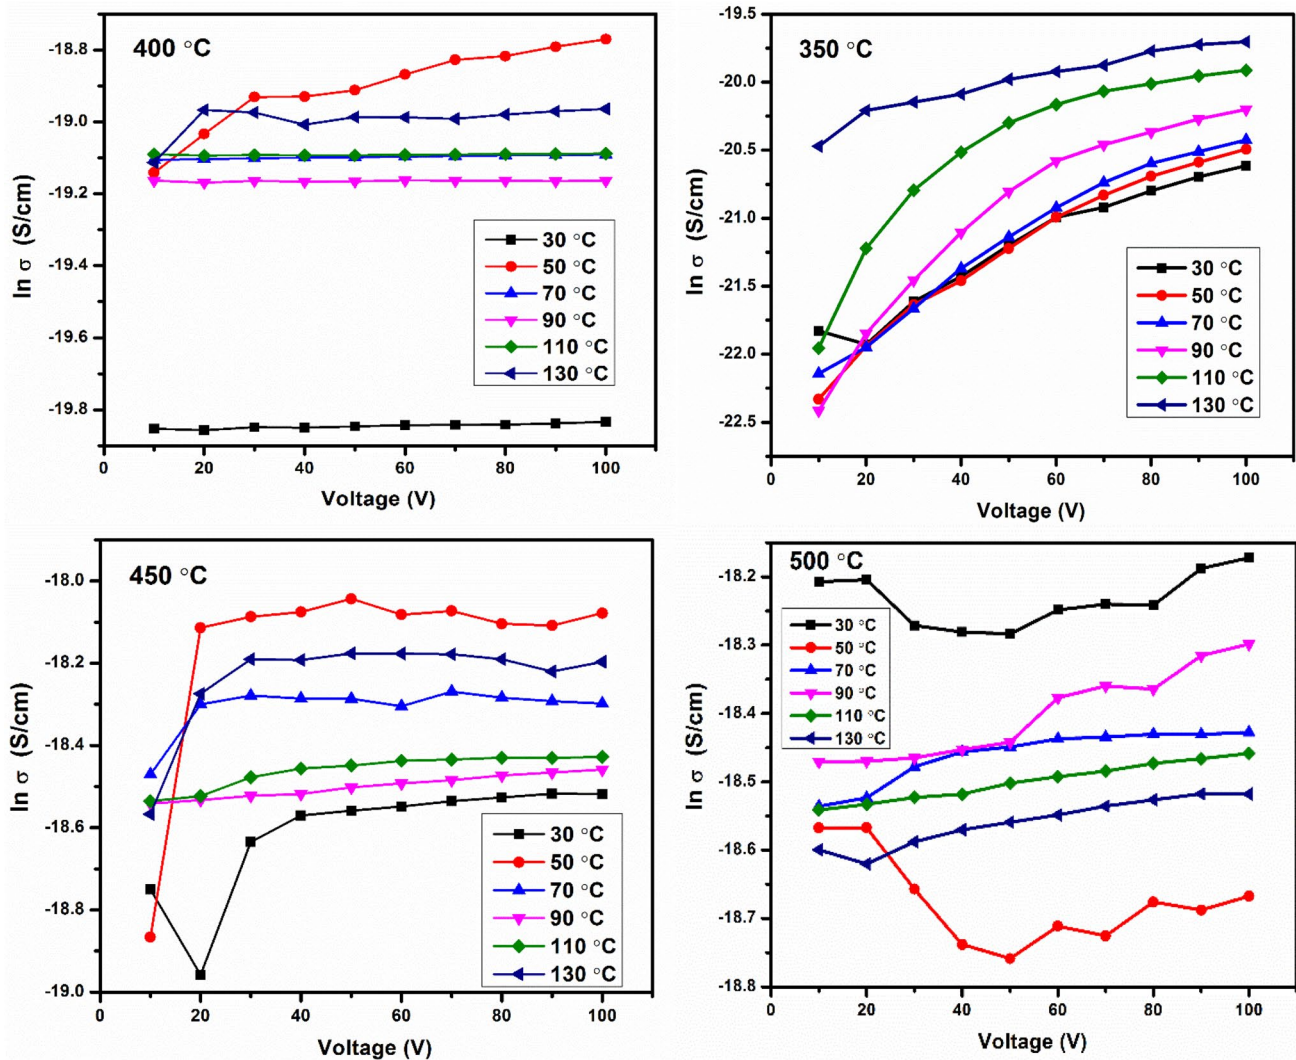 400 °C
ln σ (S/cm)
-18.8
-19.0
-19.2
-19.4
-19.6
-19.8
30 °C
50 °C
70 °C
90 °C
110 °C
130 °C
0 20 40 60 80 100
Voltage (V)
350 °C
ln σ (S/cm)
-19.5
-20.0
-20.5
-21.0
-21.5
-22.0
-22.5
30 °C
50 °C
70 °C
90 °C
110 °C
130 °C
0 20 40 60 80 100
Voltage (V)
450 °C
ln σ (S/cm)
-18.0
-18.2
-18.4
-18.6
-18.8
-19.0
30 °C
50 °C
70 °C
90 °C
110 °C
130 °C
0 20 40 60 80 100
Voltage (V)
500 °C
ln σ (S/cm)
-18.2
-18.3
-18.4
-18.5
-18.6
-18.7
-18.8
30 °C
50 °C
70 °C
90 °C
110 °C
130 °C
0 20 40 60 80 100
Voltage (V)